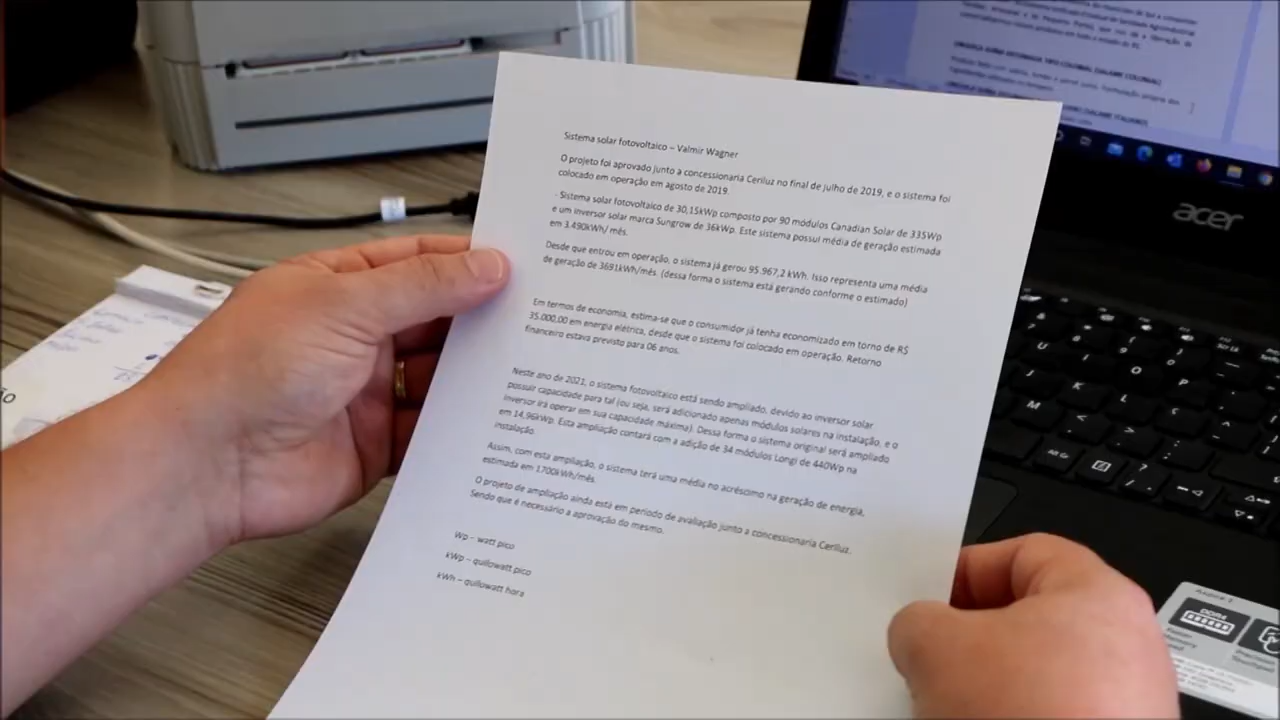 Sistema solar fotovoltaico – Valmir Wagner
O projeto foi aprovado junto a concessionaria Ceriluz no final de julho de 2019, e o sistema foi
colocado em operação em agosto de 2019.
- Sistema solar fotovoltaico de 30,15kWp composto por 90 módulos Canadian Solar de 335Wp
e um inversor solar marca Sungrow de 36kWp. Este sistema possui média de geração estimada
em 3.490kWh/ mês.
Desde que entrou em operação, o sistema já gerou 95.967,2 kWh. Isso representa uma média
de geração de 3691kWh/mês. (dessa forma o sistema está gerando conforme o estimado)
Em termos de economia, estima-se que o consumidor já tenha economizado em torno de R$
35.000,00 em energia elétrica, desde que o sistema foi colocado em operação. Retorno
financeiro estava previsto para 06 anos.
Neste ano de 2021, o sistema fotovoltaico está sendo ampliado, devido ao inversor solar
possuir capacidade para tal (ou seja, será adicionado apenas módulos solares na instalação, e o
inversor irá operar em sua capacidade máxima). Dessa forma o sistema original será ampliado
em 14,96kWp. Esta ampliação contará com a adição de 34 módulos Longi de 440Wp na
instalação.
Assim, com esta ampliação, o sistema terá uma média no acréscimo na geração de energia,
estimada em 1700kWh/mês.
O projeto de ampliação ainda esta em periodo de avaliação junto a concessionaria Ceriluz.
Sendo que é necessário a aprovação do mesmo.
Wp – watt pico
kWp – quilowatt pico
kWh – quilowatt hora
acer
DDR4